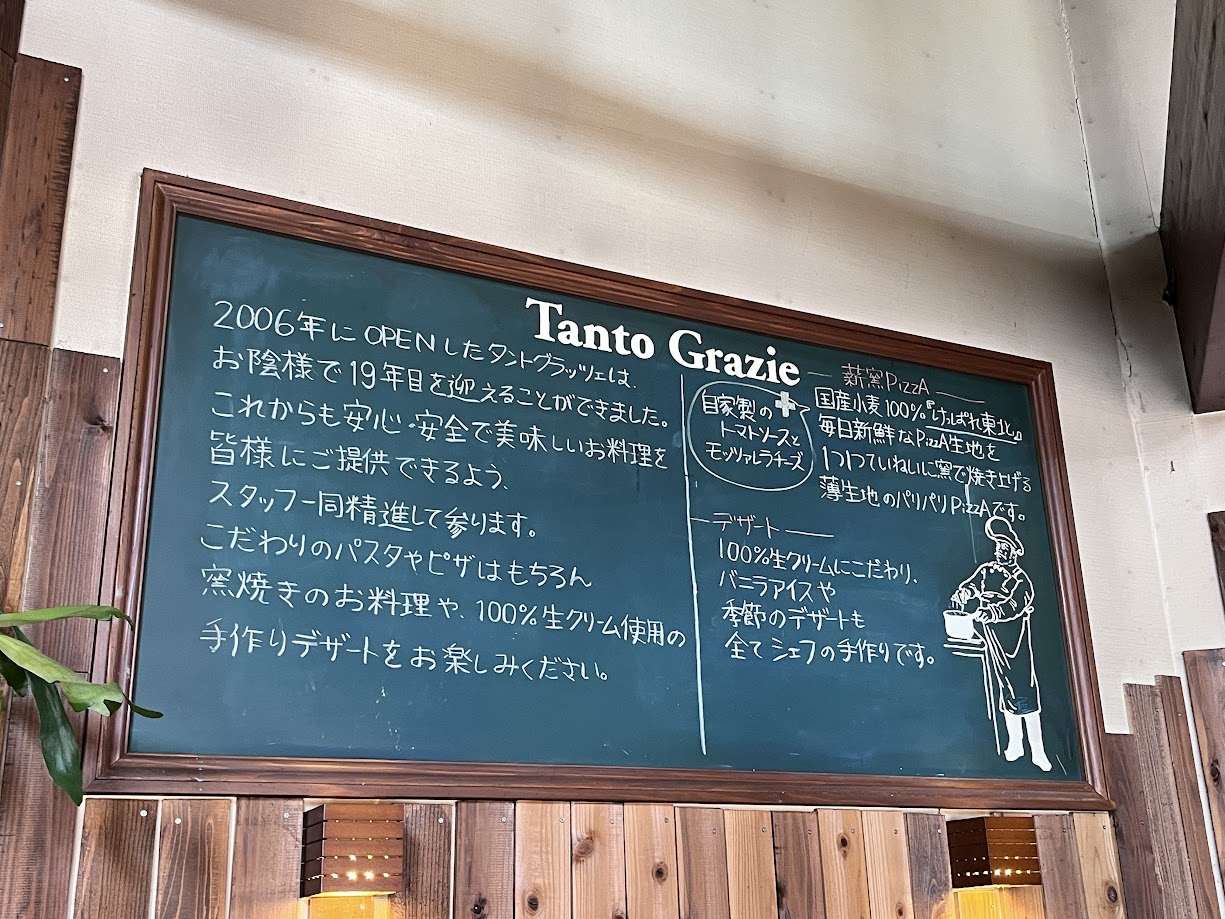 Tanto Grazie
2006年にOPENしたタントグラッツェは、
お陰様で19年目を迎えることができました。
これからも安心・安全で美味しいお料理を
皆様にご提供できるよう、
スタッフ一同精進して参ります。
こだわりのパスタやピザはもちろん
窯焼きのお料理や、100%生クリーム使用の
手作りデザートをお楽しみください。
自家製の
トマトソースと
モッツァレラチーズ
薪窯PizzA
国産小麦100%『けっぱれ東北』の
毎日新鮮なPizzA生地を
1つ1つていねいに窯で焼き上げる
薄生地のパリパリPizzAです。
デザート
100%生クリームにこだわり、
バニラアイスや
季節のデザートも
全てシェフの手作りです。